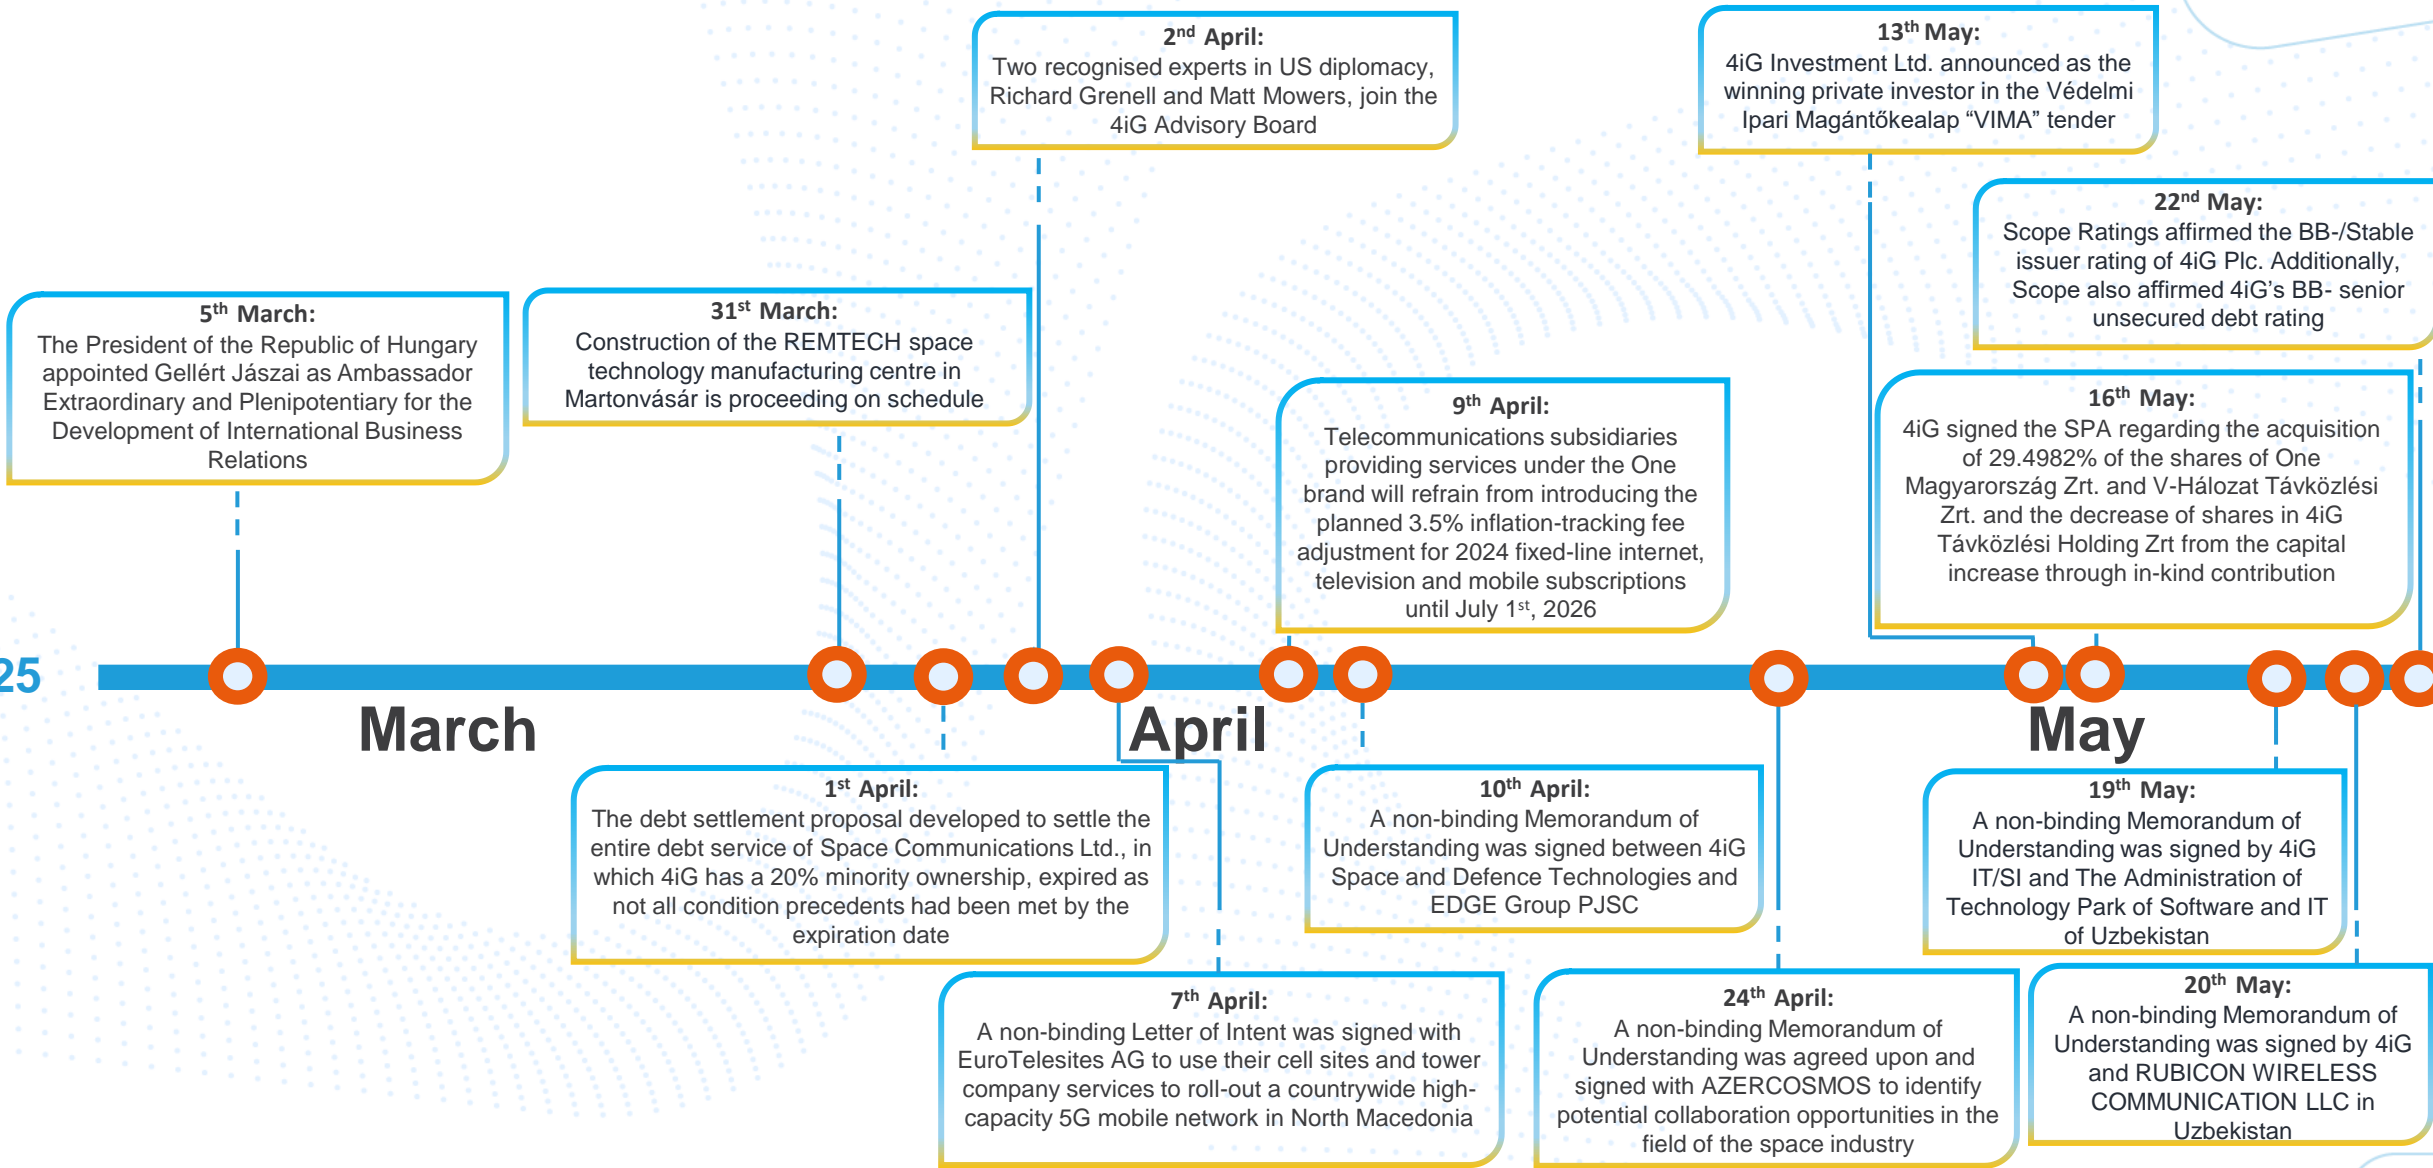 2nd April:
Two recognised experts in US diplomacy,
Richard Grenell and Matt Mowers, join the
4iG Advisory Board
13th May:
4iG Investment Ltd. announced as the
winning private investor in the Védelmi
Ipari Magántőkealap “VIMA” tender
22nd May:
Scope Ratings affirmed the BB-/Stable
issuer rating of 4iG Plc. Additionally,
Scope also affirmed 4iG’s BB- senior
unsecured debt rating
5th March:
The President of the Republic of Hungary
appointed Gellért Jászai as Ambassador
Extraordinary and Plenipotentiary for the
Development of International Business
Relations
31st March:
Construction of the REMTECH space
technology manufacturing centre in
Martonvásár is proceeding on schedule
9th April:
Telecommunications subsidiaries
providing services under the One
brand will refrain from introducing the
planned 3.5% inflation-tracking fee
adjustment for 2024 fixed-line internet,
television and mobile subscriptions
until July 1st, 2026
16th May:
4iG signed the SPA regarding the acquisition
of 29.4982% of the shares of One
Magyarország Zrt. and V-Hálozat Távközlési
Zrt. and the decrease of shares in 4iG
Távközlési Holding Zrt from the capital
increase through in-kind contribution
25
March
April
May
1st April:
The debt settlement proposal developed to settle the
entire debt service of Space Communications Ltd., in
which 4iG has a 20% minority ownership, expired as
not all condition precedents had been met by the
expiration date
10th April:
A non-binding Memorandum of
Understanding was signed between 4iG
Space and Defence Technologies and
EDGE Group PJSC
19th May:
A non-binding Memorandum of
Understanding was signed by 4iG
IT/SI and The Administration of
Technology Park of Software and IT
of Uzbekistan
7th April:
A non-binding Letter of Intent was signed with
EuroTelesites AG to use their cell sites and tower
company services to roll-out a countrywide high-
capacity 5G mobile network in North Macedonia
24th April:
A non-binding Memorandum of
Understanding was agreed upon and
signed with AZERCOSMOS to identify
potential collaboration opportunities in the
field of the space industry
20th May:
A non-binding Memorandum of
Understanding was signed by 4iG
and RUBICON WIRELESS
COMMUNICATION LLC in
Uzbekistan